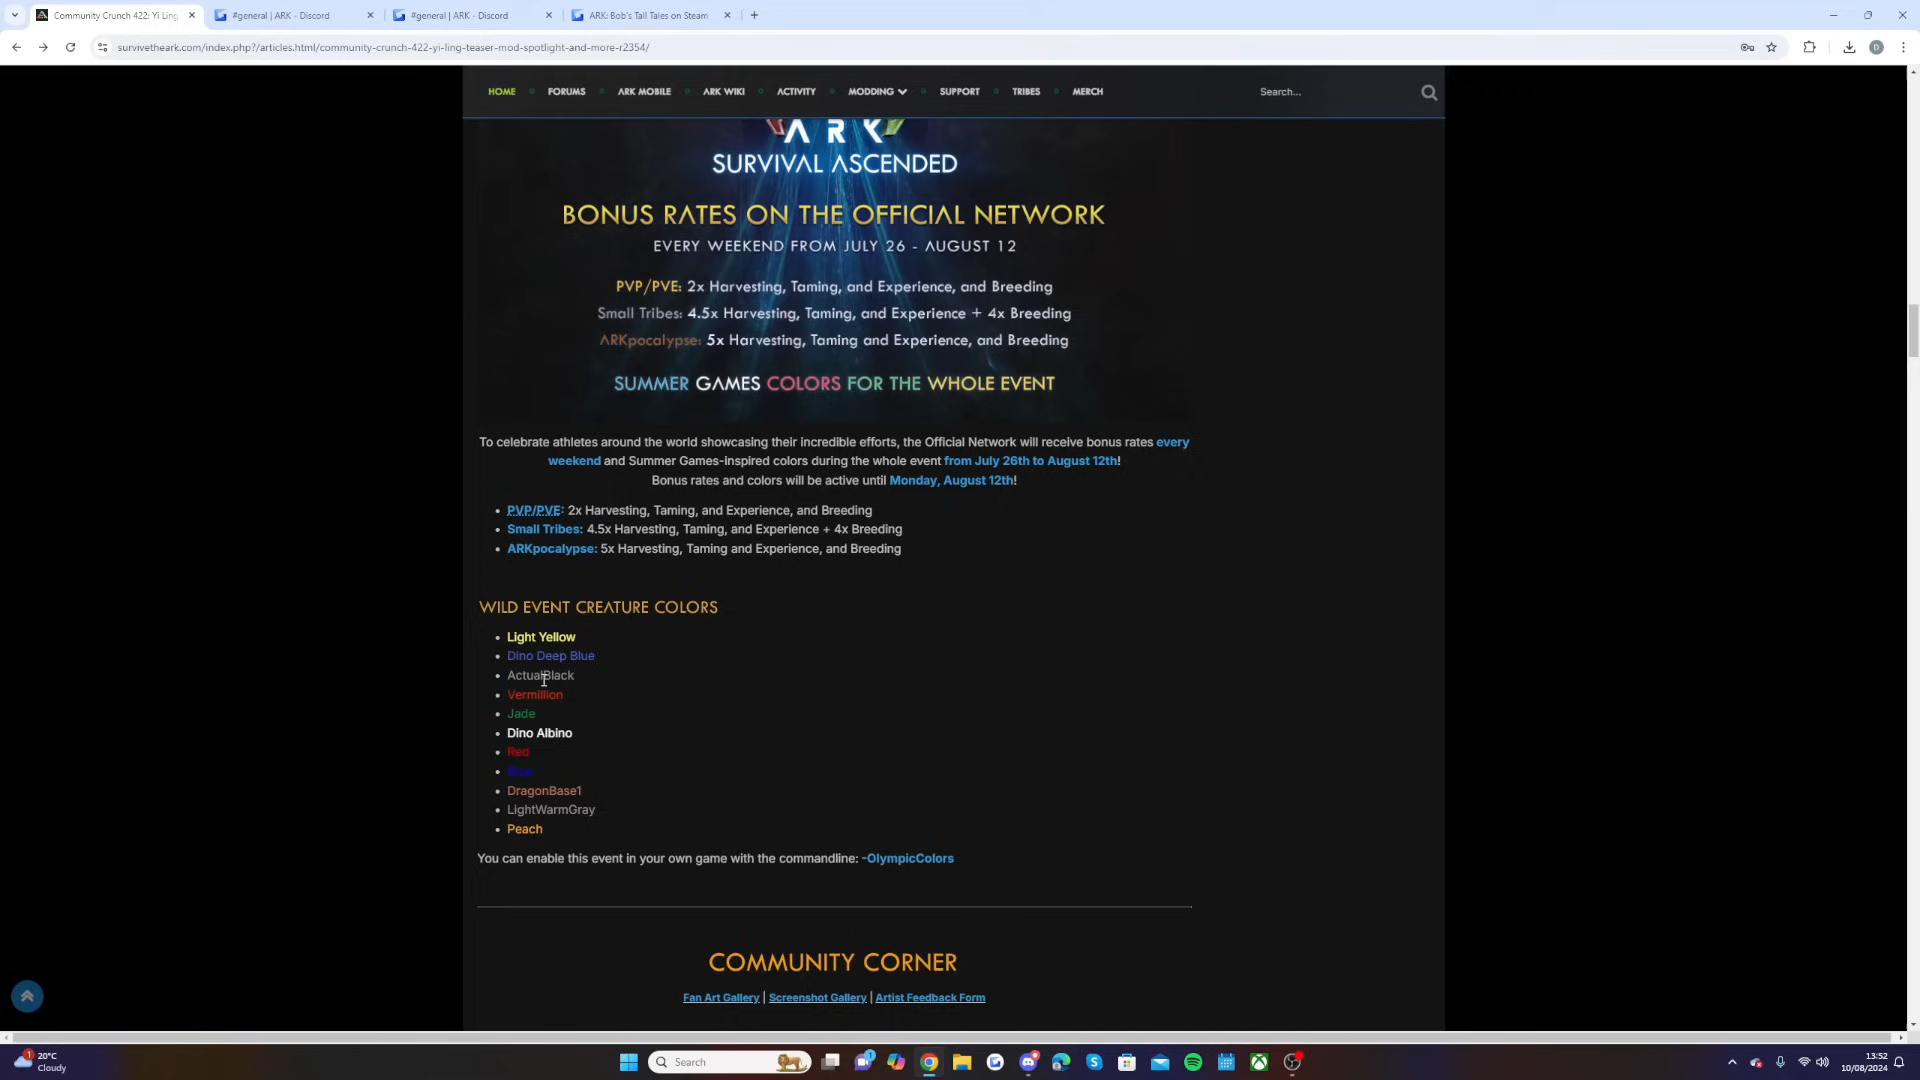 Community Crunch 422: Yi Ling
#general | ARK - Discord
#general | ARK - Discord
ARK: Bob's Tall Tales on Steam
survivetheark.com/index.php?/articles.html/community-crunch-422-yi-ling-teaser-mod-spotlight-and-more-r2354/
D
HOME
FORUMS
ARK MOBILE
ARK WIKI
ACTIVITY
MODDING
SUPPORT
TRIBES
MERCH
Search...
ARK
SURVIVAL ASCENDED
BONUS RATES ON THE OFFICIAL NETWORK
EVERY WEEKEND FROM JULY 26 - AUGUST 12
PVP/PVE: 2x Harvesting, Taming, and Experience, and Breeding
Small Tribes: 4.5x Harvesting, Taming, and Experience + 4x Breeding
ARKpocalypse: 5x Harvesting, Taming and Experience, and Breeding
SUMMER GAMES COLORS FOR THE WHOLE EVENT
To celebrate athletes around the world showcasing their incredible efforts, the Official Network will receive bonus rates every
weekend and Summer Games-inspired colors during the whole event from July 26th to August 12th!
Bonus rates and colors will be active until Monday, August 12th!
PVP/PVE: 2x Harvesting, Taming, and Experience, and Breeding
Small Tribes: 4.5x Harvesting, Taming, and Experience + 4x Breeding
ARKpocalypse: 5x Harvesting, Taming and Experience, and Breeding
WILD EVENT CREATURE COLORS
Light Yellow
Dino Deep Blue
ActualBlack
Vermillion
Jade
Dino Albino
Red
Blue
DragonBase1
LightWarmGray
Peach
You can enable this event in your own game with the commandline: -OlympicColors
COMMUNITY CORNER
Fan Art Gallery | Screenshot Gallery | Artist Feedback Form
1
20°C
Cloudy
Search
1
13:52
10/08/2024